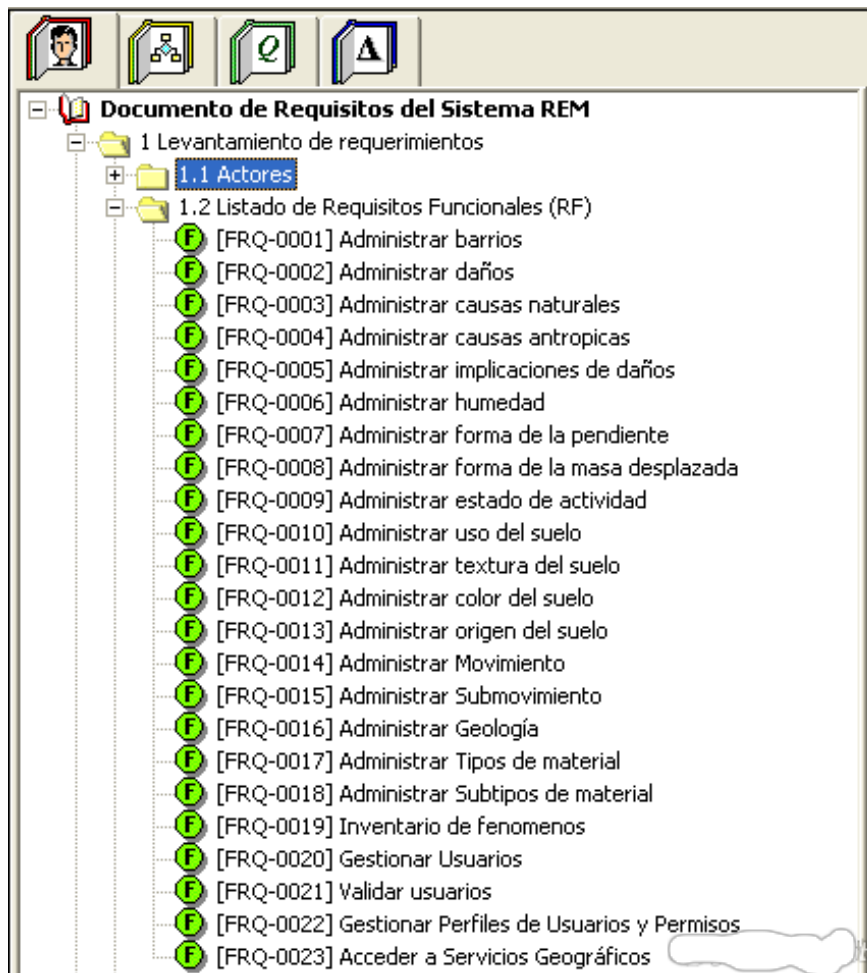 Q
A
Documento de Requisitos del Sistema REM
1 Levantamiento de requerimientos
1.1 Actores
1.2 Listado de Requisitos Funcionales (RF)
F [FRQ-0001] Administrar barrios
F [FRQ-0002] Administrar daños
F [FRQ-0003] Administrar causas naturales
F [FRQ-0004] Administrar causas antropicas
F [FRQ-0005] Administrar implicaciones de daños
F [FRQ-0006] Administrar humedad
F [FRQ-0007] Administrar forma de la pendiente
F [FRQ-0008] Administrar forma de la masa desplazada
F [FRQ-0009] Administrar estado de actividad
F [FRQ-0010] Administrar uso del suelo
F [FRQ-0011] Administrar textura del suelo
F [FRQ-0012] Administrar color del suelo
F [FRQ-0013] Administrar origen del suelo
F [FRQ-0014] Administrar Movimiento
F [FRQ-0015] Administrar Submovimiento
F [FRQ-0016] Administrar Geología
F [FRQ-0017] Administrar Tipos de material
F [FRQ-0018] Administrar Subtipos de material
F [FRQ-0019] Inventario de fenomenos
F [FRQ-0020] Gestionar Usuarios
F [FRQ-0021] Validar usuarios
F [FRQ-0022] Gestionar Perfiles de Usuarios y Permisos
F [FRQ-0023] Acceder a Servicios Geográficos